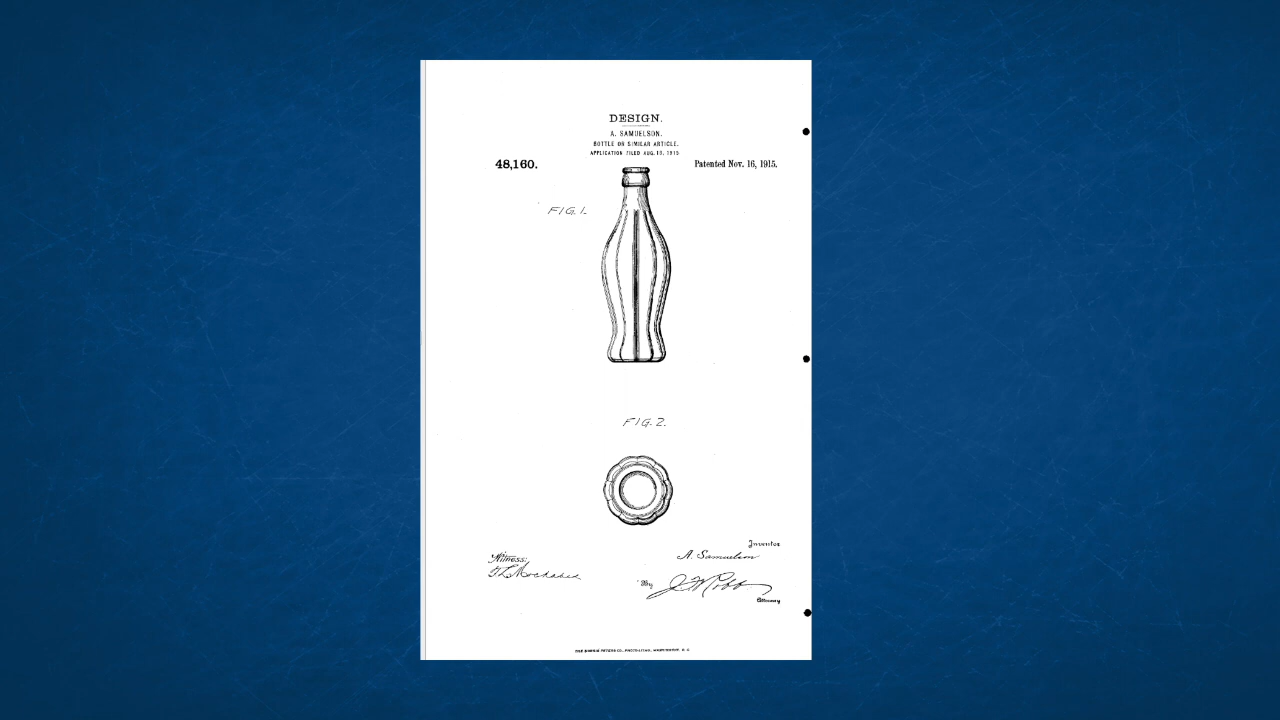 DESIGN.
A. SAMUELSON.
BOTTLE OR SIMILAR ARTICLE.
APPLICATION FILED AUG. 18, 1915
48,160.
Patented Nov. 16, 1915.
FIG. 1.
FIG. 2.
Inventor
Witness:
A. Samuelson
By
Attorney